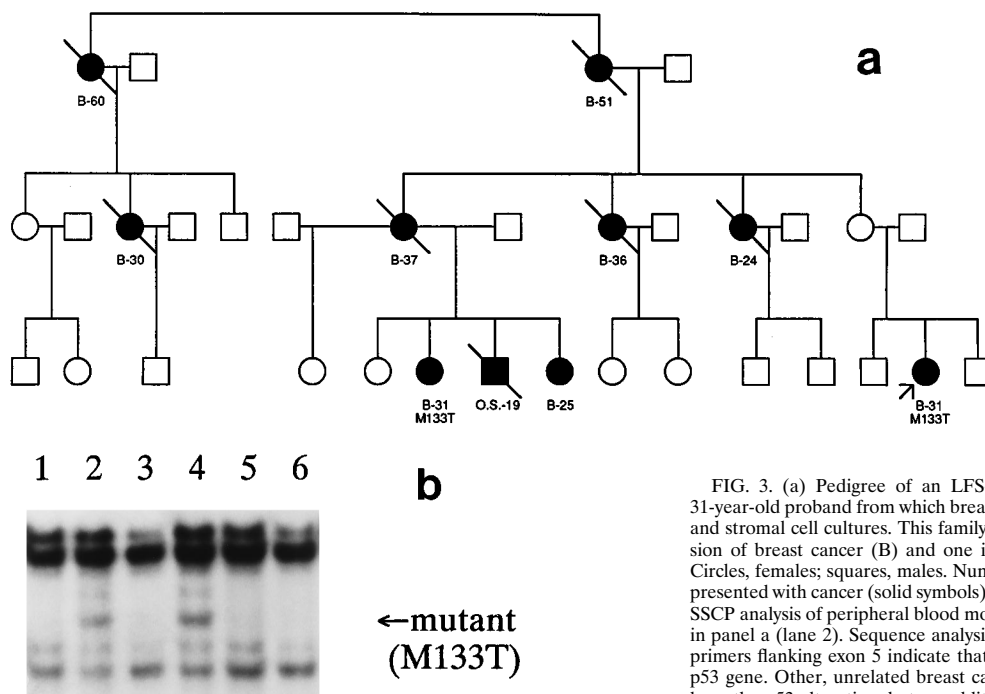 a
B-60
B-51
B-30
B-37
B-36
B-24
B-31
M133T
O.S.-19
B-25
B-31
M133T
b
1 2 3 4 5 6
←mutant
(M133T)
FIG. 3. (a) Pedigree of an LFS
31-year-old proband from which breas
and stromal cell cultures. This family
sion of breast cancer (B) and one i
Circles, females; squares, males. Num
presented with cancer (solid symbols)
SSCP analysis of peripheral blood mo
in panel a (lane 2). Sequence analysi
primers flanking exon 5 indicate that
p53 gene. Other, unrelated breast ca